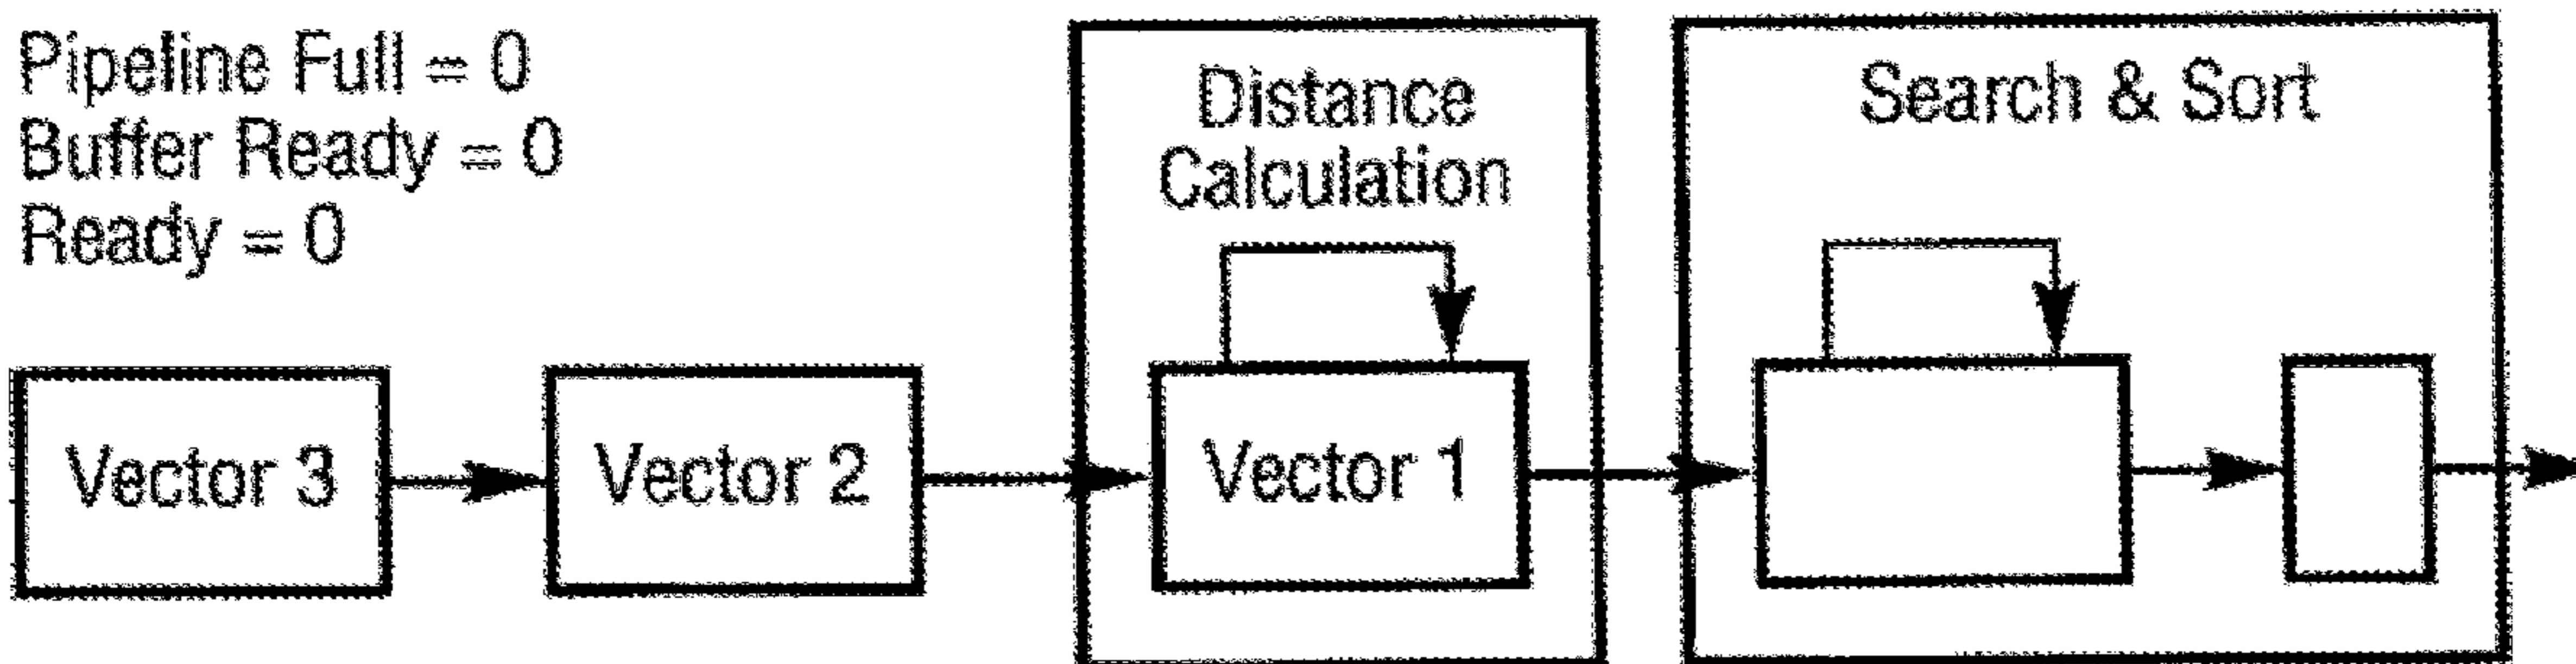 Pipeline Full = 0
Buffer Ready = 0
Ready = 0
Distance
Calculation
Search & Sort
Vector 3
Vector 2
Vector 1